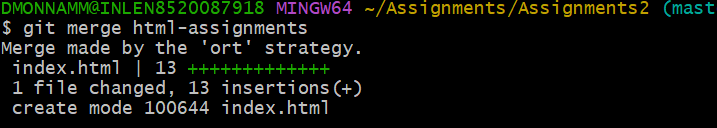 DMONNAMM@INLEN8520087918 MINGW64 ~/Assignments/Assignments2 (mast
$ git merge html-assignments
Merge made by the 'ort' strategy.
 index.html | 13 +++++++++++++
 1 file changed, 13 insertions(+)
 create mode 100644 index.html